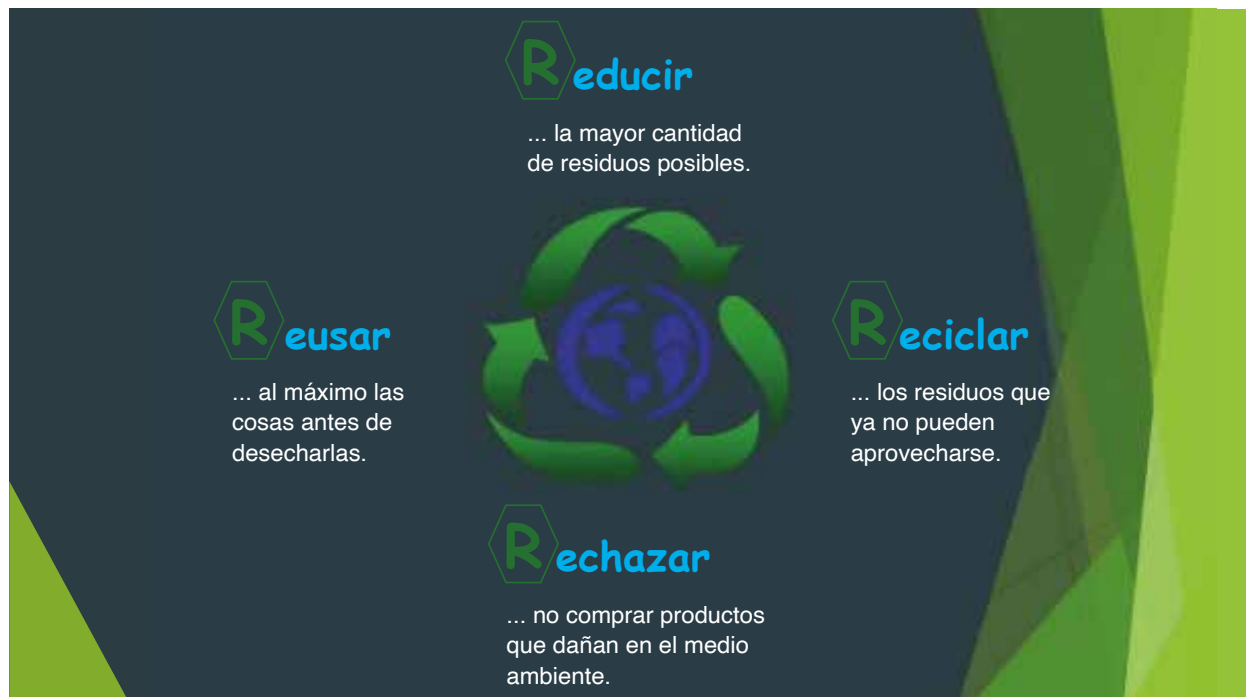 Reducir
... la mayor cantidad
de residuos posibles.
Reusar
... al máximo las
cosas antes de
desecharlas.
Reciclar
... los residuos que
ya no pueden
aprovecharse.
Rechazar
... no comprar productos
que dañan en el medio
ambiente.